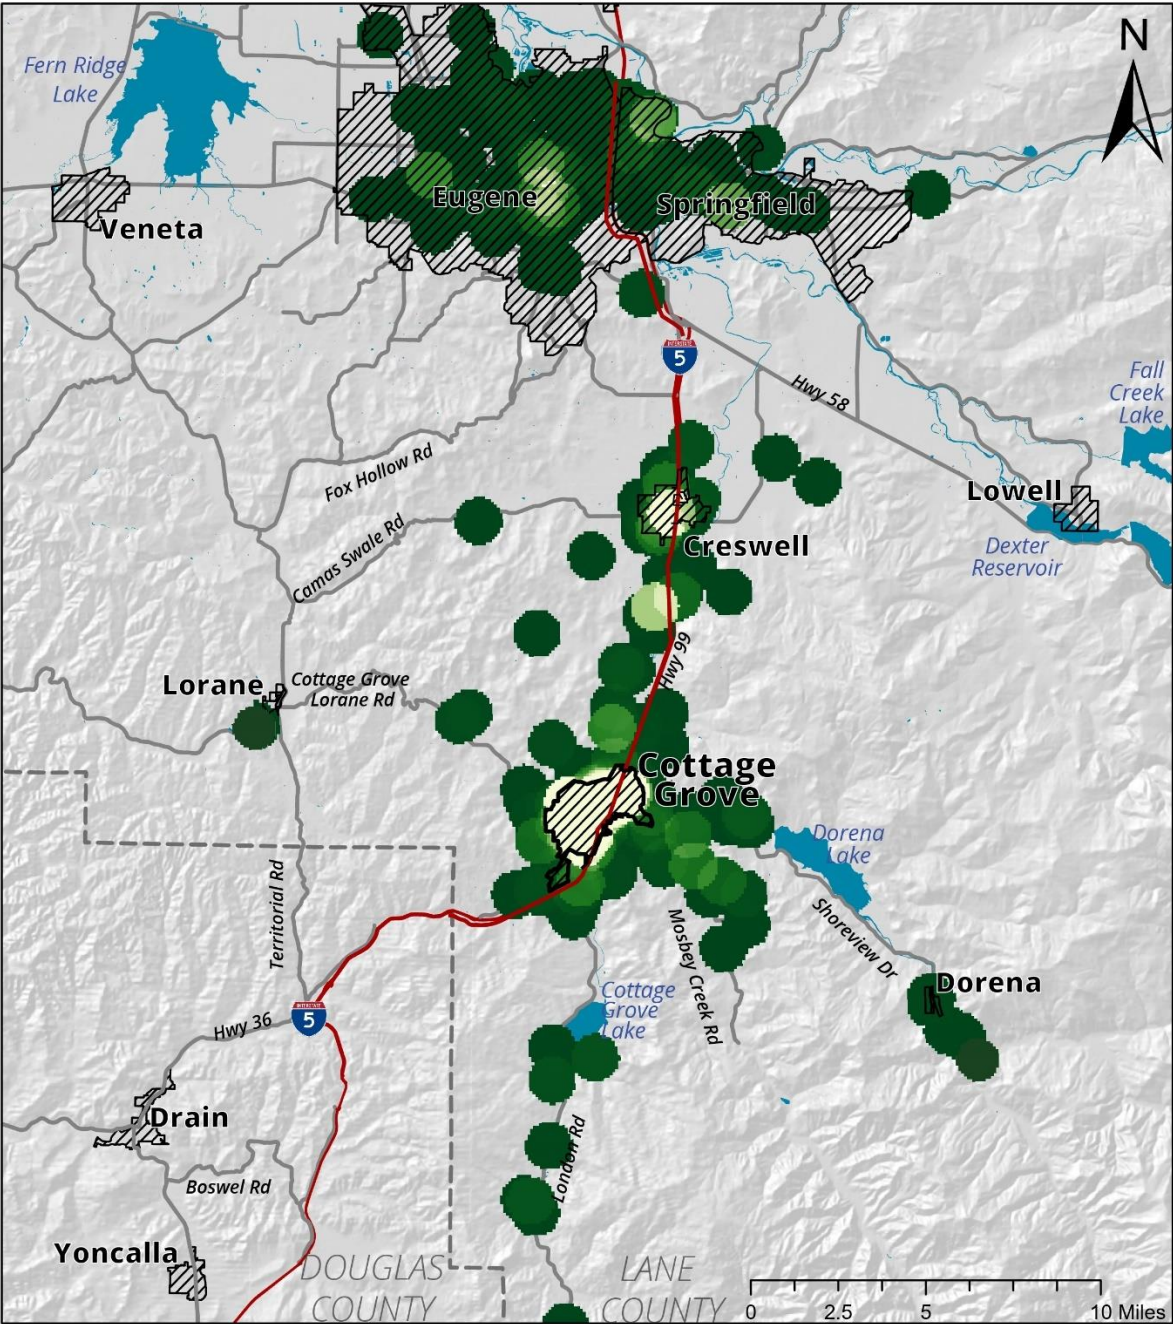 N
Fern Ridge
Lake
Veneta
Eugene
Springfield
INTERSTATE
5
Hwy 58
Fall
Creek
Lake
Fox Hollow Rd
Lowell
Camas Swale Rd
Creswell
Dexter
Reservoir
Hwy 99
Lorane
Cottage Grove
Lorane Rd
Cottage
Grove
Dorena
Lake
Territorial Rd
Mosbey Creek Rd
Shoreview Dr
Dorena
Cottage
Grove
Lake
INTERSTATE
5
Hwy 36
Drain
London Rd
Boswel Rd
Yoncalla
DOUGLAS
COUNTY
LANE
COUNTY
0 2.5 5 10 Miles